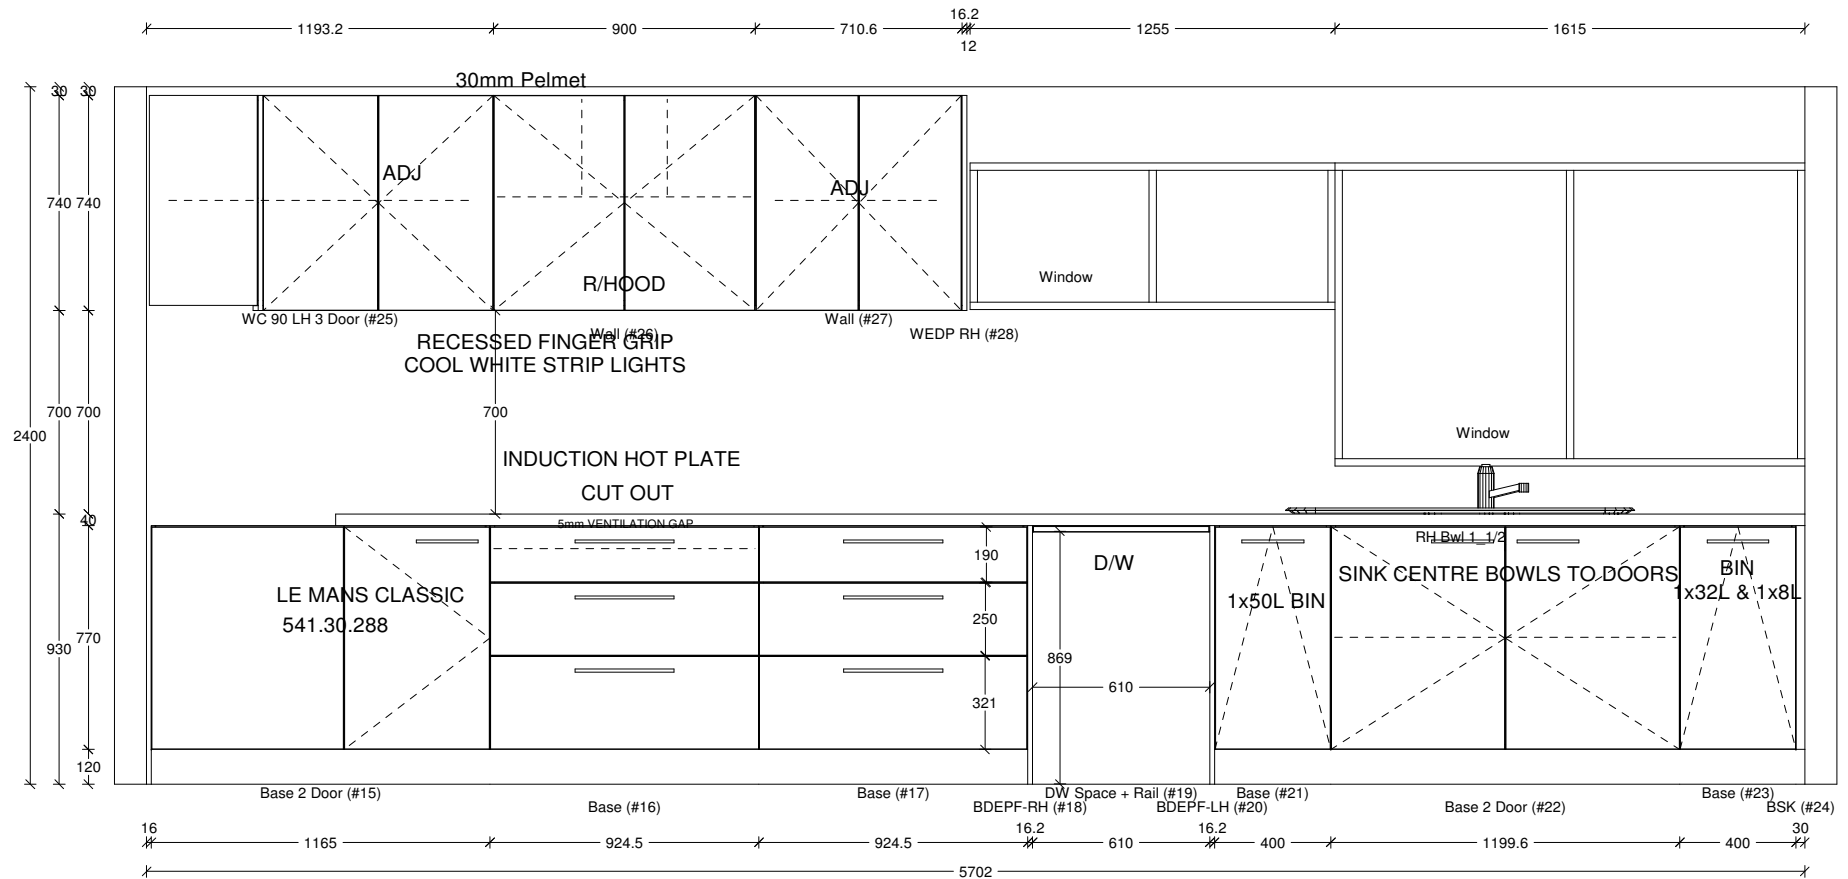 16.2
1193.2
900
710.6
1255
1615
12
30mm Pelmet
30
30
ADJ
ADJ
740
740
Window
R/HOOD
WC 90 LH 3 Door (#25)
Wall (#27)
Wall (#26)
WEDP RH (#28)
RECESSED FINGER GRIP
COOL WHITE STRIP LIGHTS
700
700
700
2400
Window
INDUCTION HOT PLATE
CUT OUT
40
5mm VENTILATION GAP
RH Bwl 1_1/2
190
D/W
SINK CENTRE BOWLS TO DOORS
BIN
1x32L & 1x8L
LE MANS CLASSIC
1x50L BIN
541.30.288
250
770
930
869
610
321
120
Base 2 Door (#15)
Base (#17)
DW Space + Rail (#19)
Base (#21)
Base (#23)
Base (#16)
BDEPF-RH (#18)
BDEPF-LH (#20)
Base 2 Door (#22)
BSK (#24)
16
16.2
16.2
30
1165
924.5
924.5
610
400
1199.6
400
5702